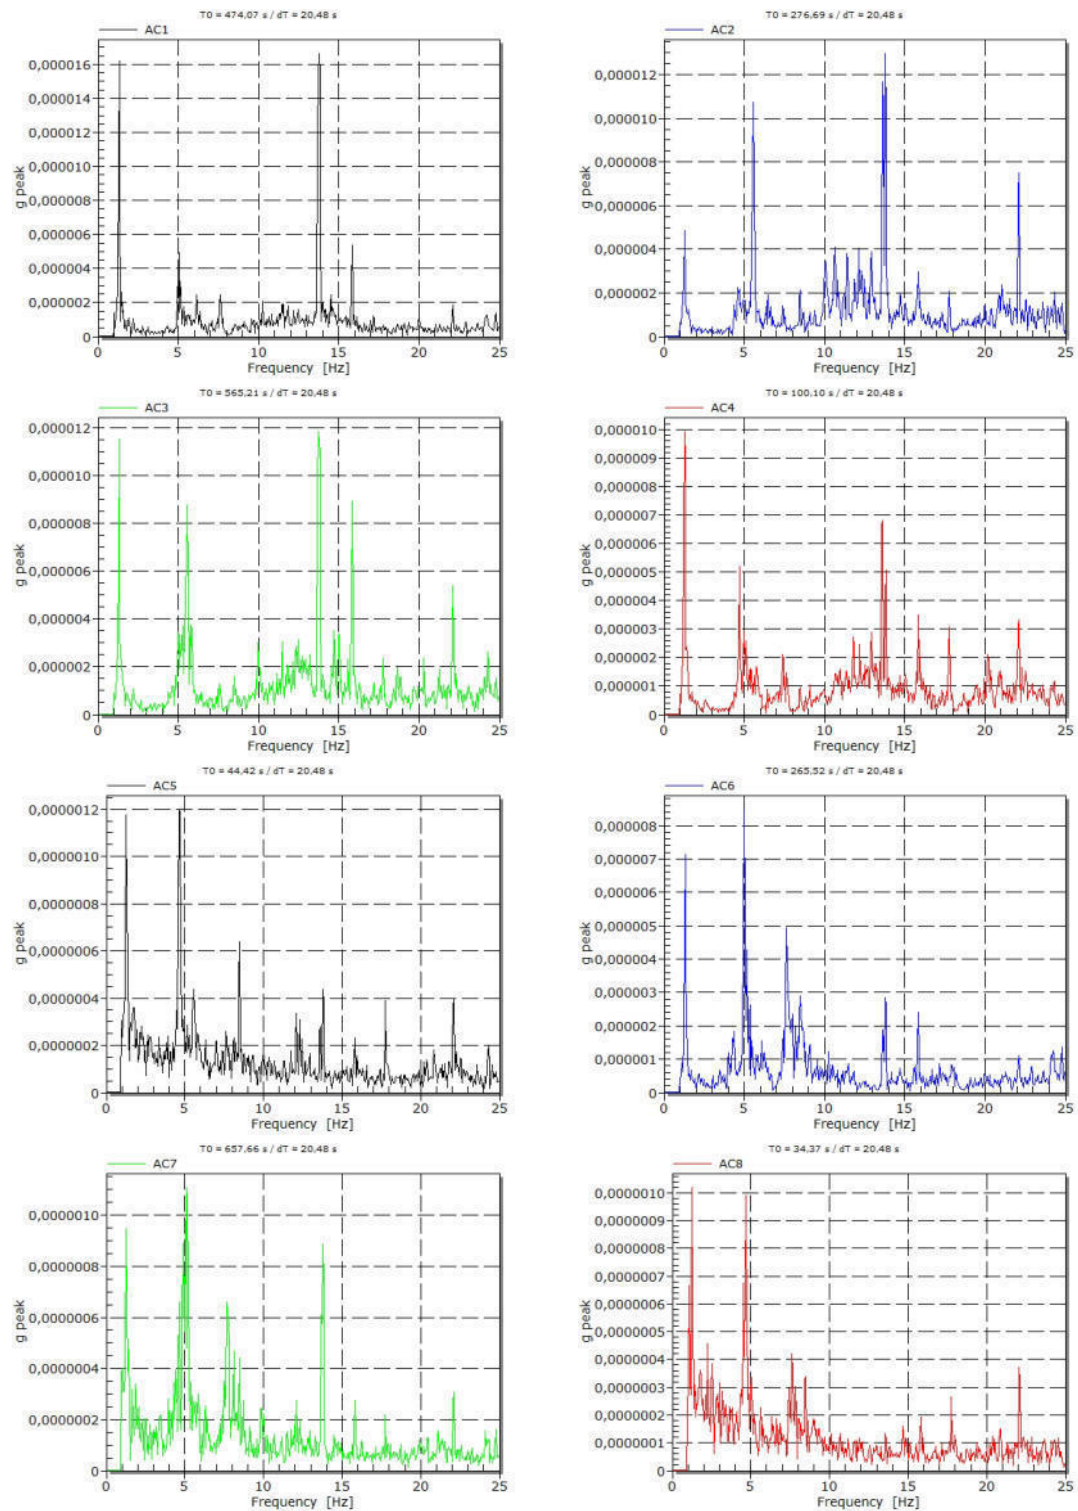 T0 = 474,07 s / dT = 20,48 s
AC1
0,000016
0,000014
0,000012
0,000010
0,000008
0,000006
0,000004
0,000002
0
g peak
0 5 10 15 20 25
Frequency [Hz]
T0 = 276,69 s / dT = 20,48 s
AC2
0,000012
0,000010
0,000008
0,000006
0,000004
0,000002
0
g peak
0 5 10 15 20 25
Frequency [Hz]
T0 = 565,21 s / dT = 20,48 s
AC3
0,000012
0,000010
0,000008
0,000006
0,000004
0,000002
0
g peak
0 5 10 15 20 25
Frequency [Hz]
T0 = 100,10 s / dT = 20,48 s
AC4
0,000010
0,000009
0,000008
0,000007
0,000006
0,000005
0,000004
0,000003
0,000002
0,000001
0
g peak
0 5 10 15 20 25
Frequency [Hz]
T0 = 44,42 s / dT = 20,48 s
AC5
0,0000012
0,0000010
0,0000008
0,0000006
0,0000004
0,0000002
0
g peak
0 5 10 15 20 25
Frequency [Hz]
T0 = 265,52 s / dT = 20,48 s
AC6
0,000008
0,000007
0,000006
0,000005
0,000004
0,000003
0,000002
0,000001
0
g peak
0 5 10 15 20 25
Frequency [Hz]
T0 = 657,66 s / dT = 20,48 s
AC7
0,0000010
0,0000008
0,0000006
0,0000004
0,0000002
0
g peak
0 5 10 15 20 25
Frequency [Hz]
T0 = 34,37 s / dT = 20,48 s
AC8
0,0000010
0,0000009
0,0000008
0,0000007
0,0000006
0,0000005
0,0000004
0,0000003
0,0000002
0,0000001
0
g peak
0 5 10 15 20 25
Frequency [Hz]